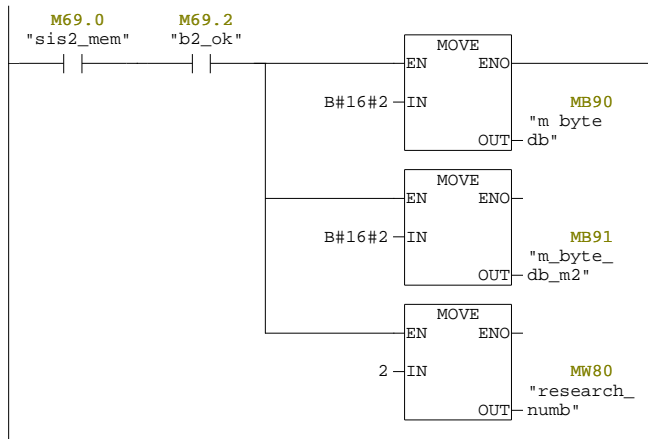 M69.0 M69.2
"sis2_mem" "b2_ok"
MOVE
EN ENO
B#16#2 IN MB90
"m byte
OUT db"
MOVE
EN ENO
B#16#2 IN MB91
"m_byte_
OUT db_m2"
MOVE
EN ENO
2 IN MW80
"research_
OUT numb"